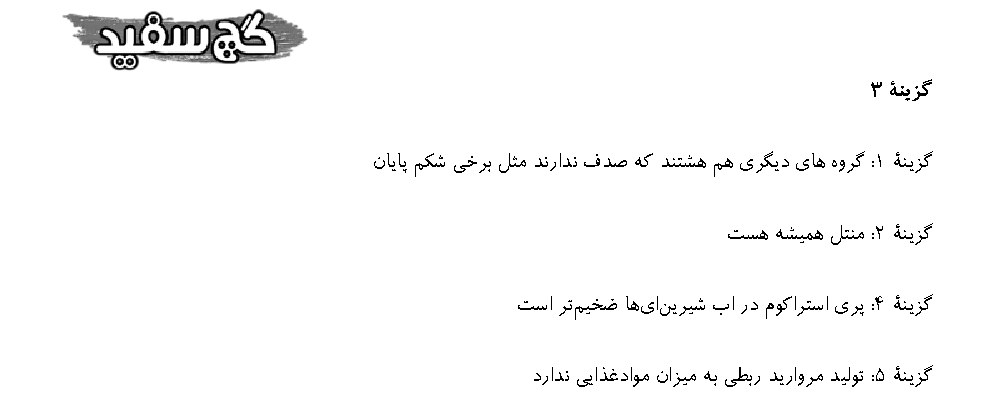 گچ سفید
گزینهٔ ۳
گزینهٔ ۱: گروه های دیگری هم هشتند که صدف ندارند مثل برخی شکم پایان
گزینهٔ ۲: منتل همیشه هست
گزینهٔ ۴: پری استراکوم در اب شیرین‌ای‌ها ضخیم‌تر است
گزینهٔ ۵: تولید مروارید ربطی به میزان موادغذایی ندارد